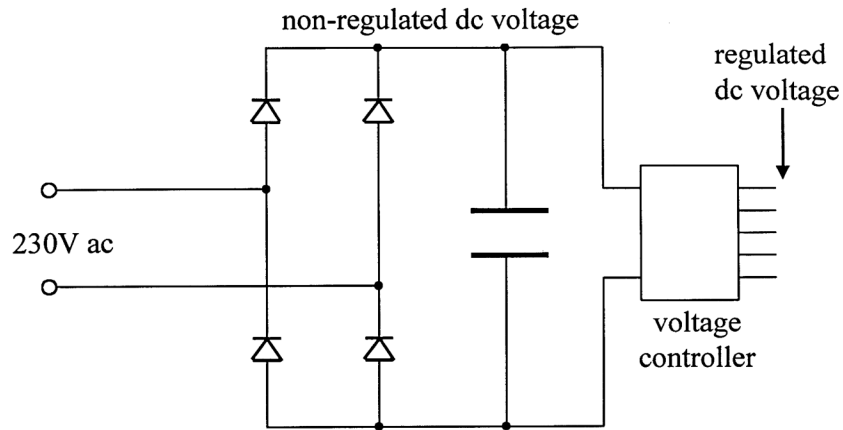 non-regulated dc voltage
regulated
dc voltage
230V ac
voltage
controller